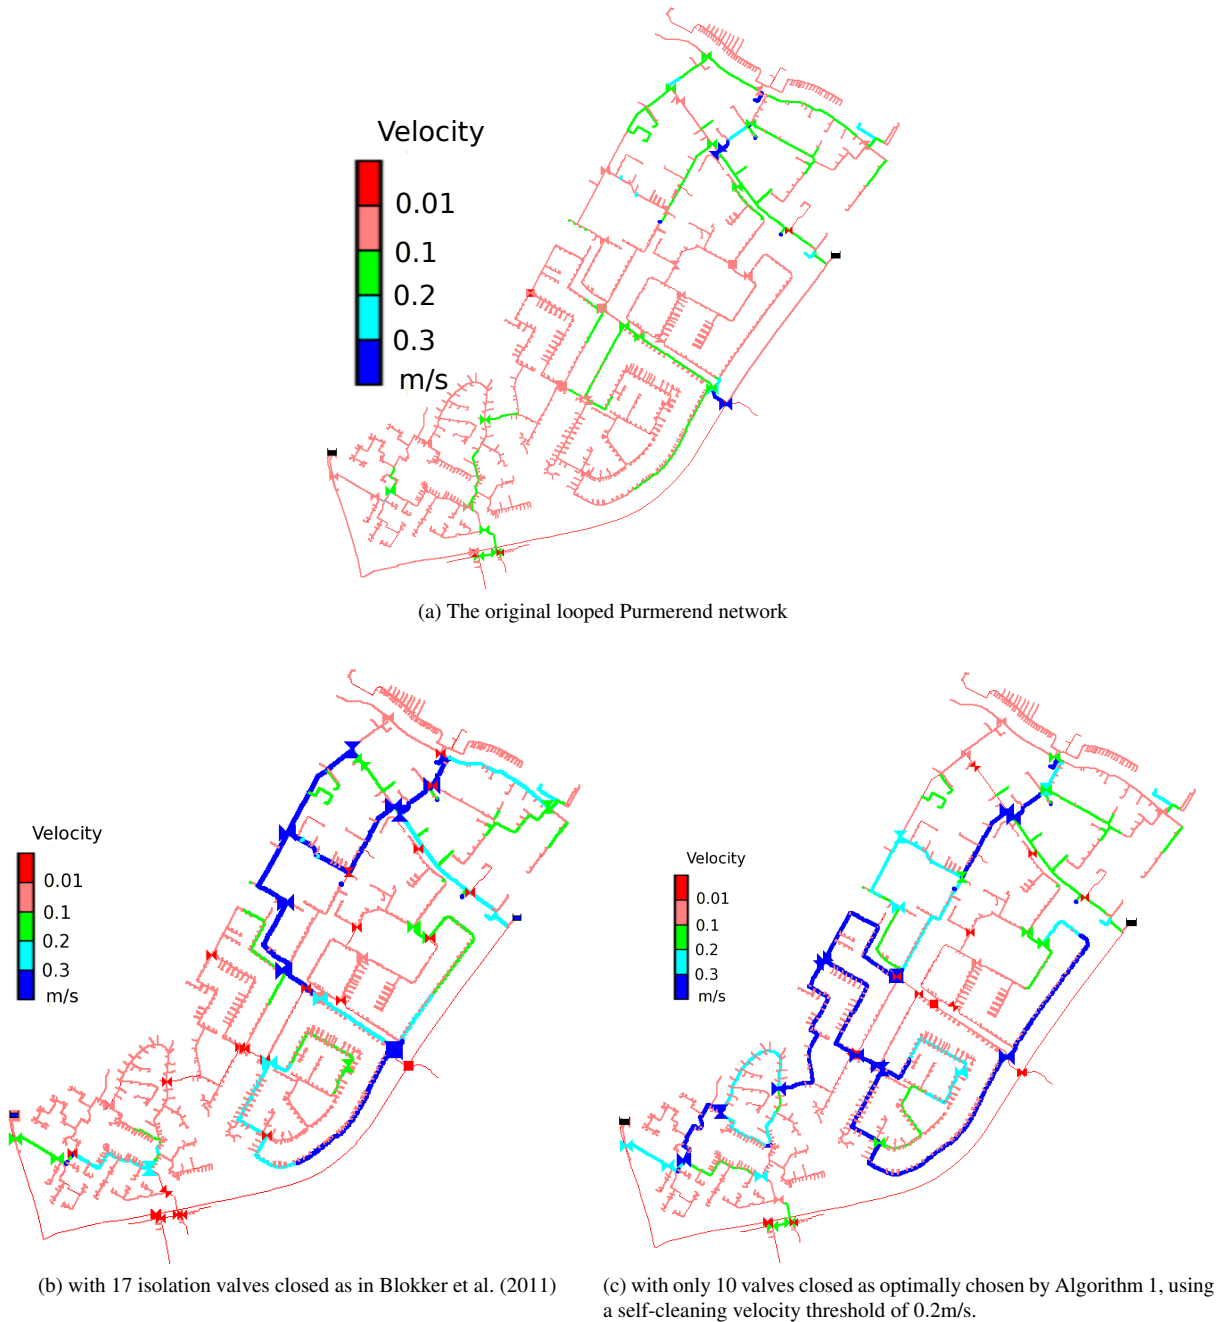 Velocity
0.01
0.1
0.2
0.3
m/s
(a) The original looped Purmerend network
Velocity
0.01
0.1
0.2
0.3
m/s
Velocity
0.01
0.1
0.2
0.3
m/s
(b) with 17 isolation valves closed as in Blokker et al. (2011)
(c) with only 10 valves closed as optimally chosen by Algorithm 1, using
a self-cleaning velocity threshold of 0.2m/s.